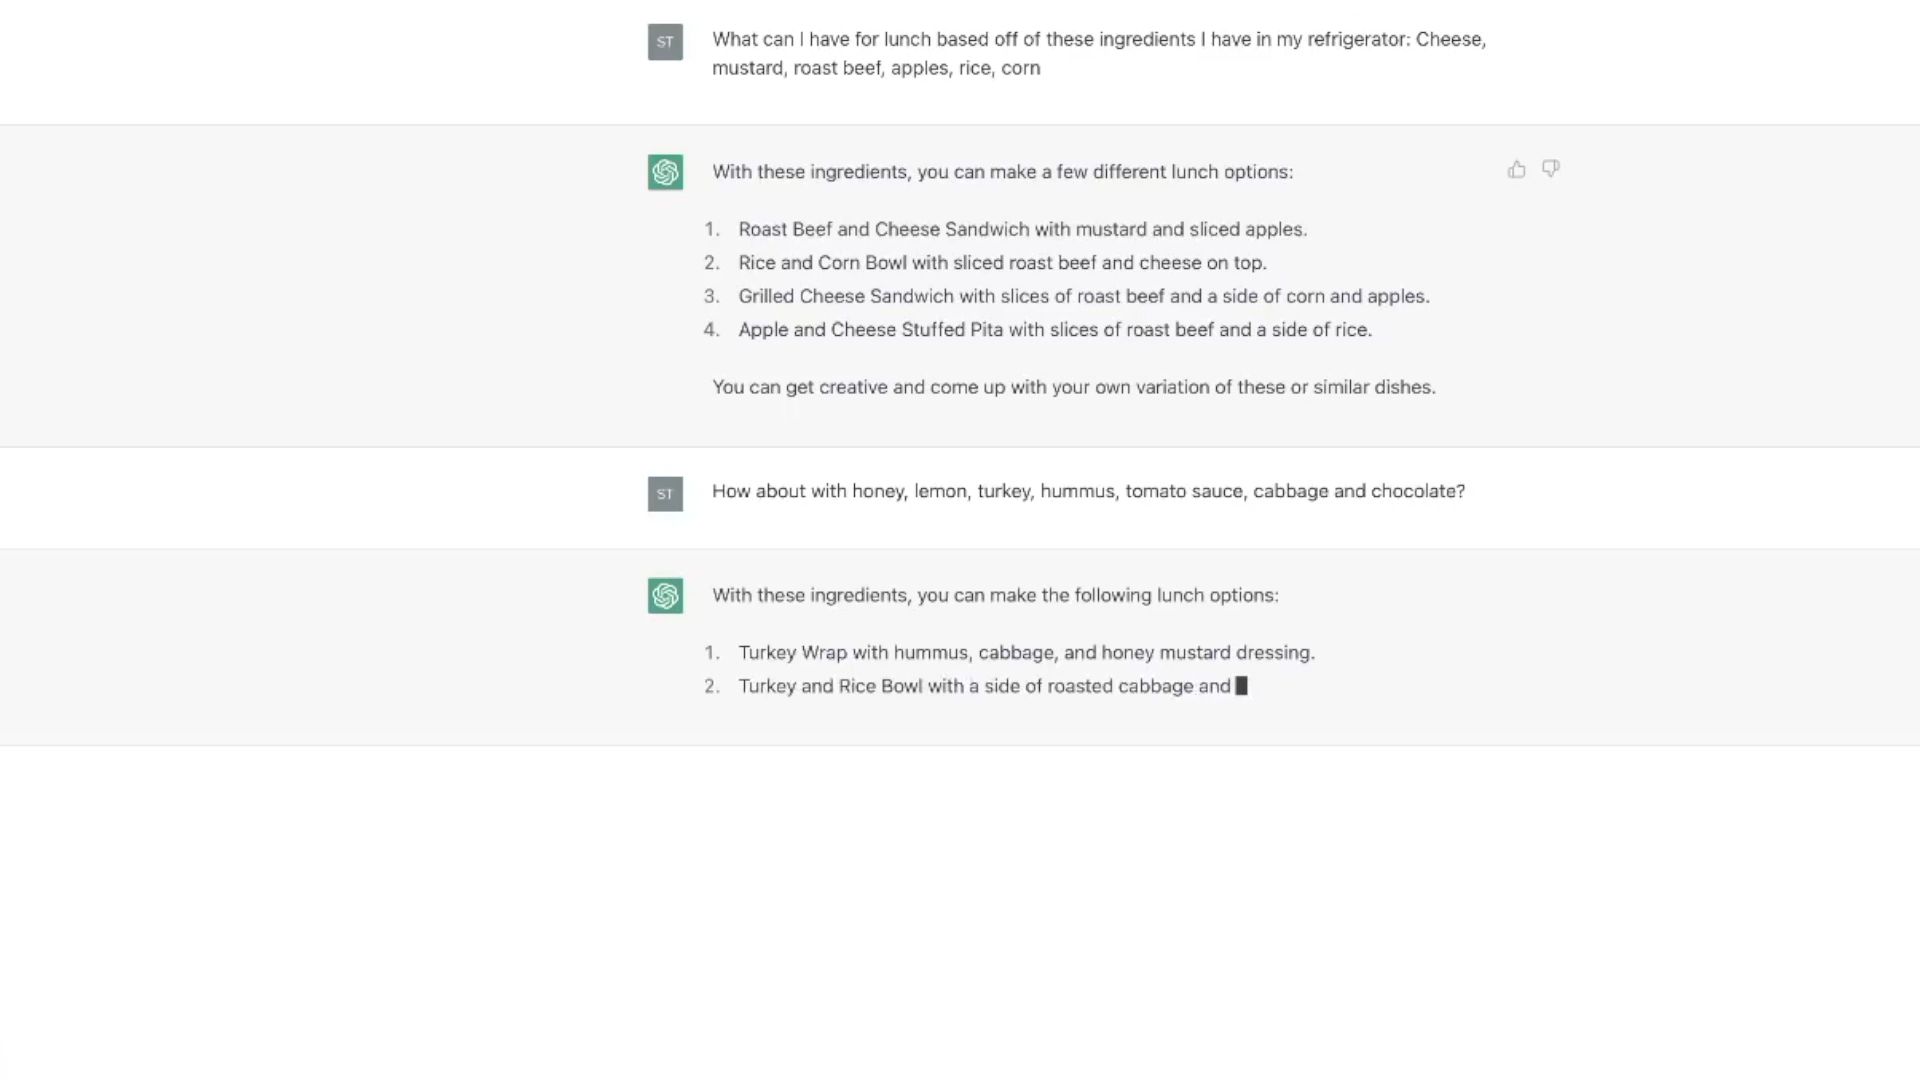 ST
What can I have for lunch based off of these ingredients I have in my refrigerator: Cheese,
mustard, roast beef, apples, rice, corn
With these ingredients, you can make a few different lunch options:
1. Roast Beef and Cheese Sandwich with mustard and sliced apples.
2. Rice and Corn Bowl with sliced roast beef and cheese on top.
3. Grilled Cheese Sandwich with slices of roast beef and a side of corn and apples.
4. Apple and Cheese Stuffed Pita with slices of roast beef and a side of rice.
You can get creative and come up with your own variation of these or similar dishes.
ST
How about with honey, lemon, turkey, hummus, tomato sauce, cabbage and chocolate?
With these ingredients, you can make the following lunch options:
1. Turkey Wrap with hummus, cabbage, and honey mustard dressing.
2. Turkey and Rice Bowl with a side of roasted cabbage and